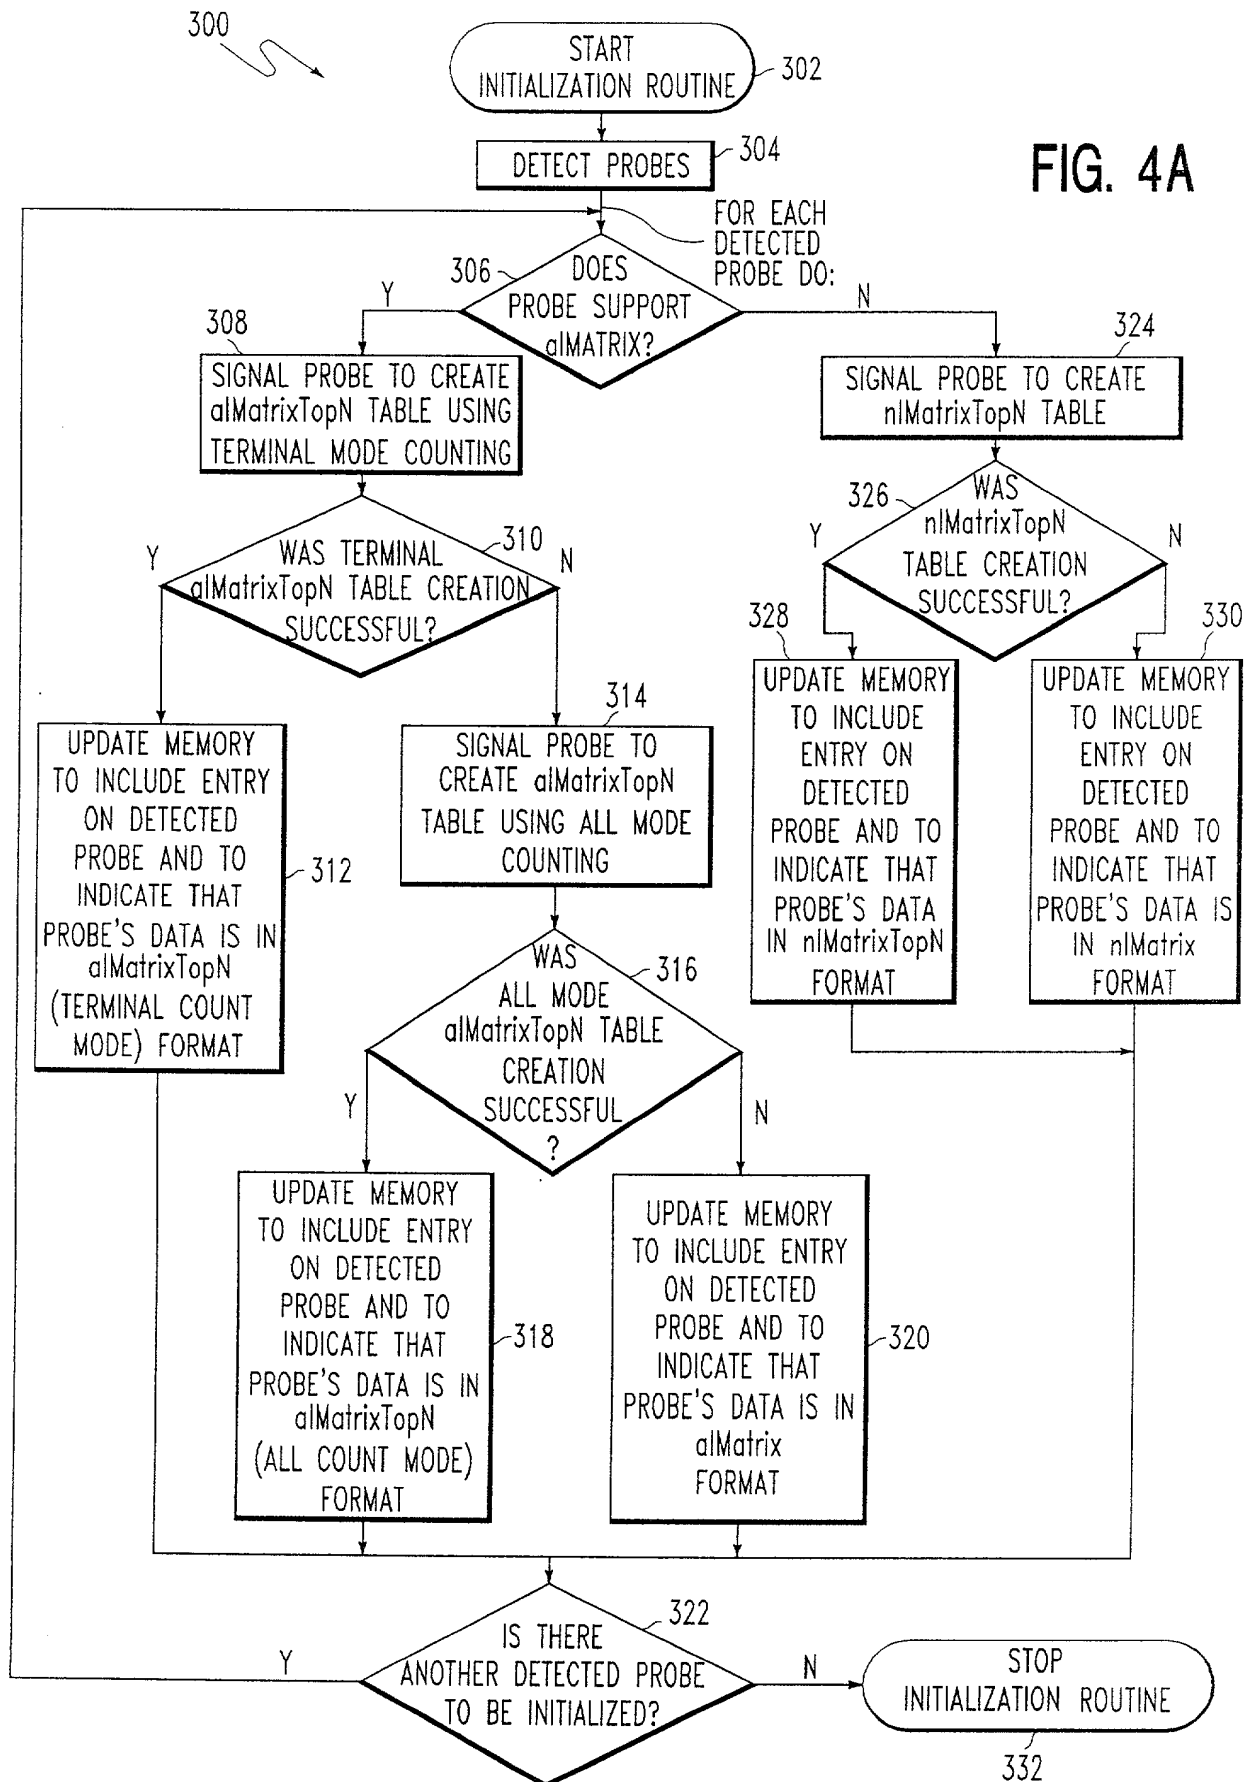 300
START
INITIALIZATION ROUTINE
302
DETECT PROBES
304
FIG. 4A
FOR EACH
DETECTED
PROBE DO:
306
DOES
PROBE SUPPORT
alMATRIX?
Y
N
308
SIGNAL PROBE TO CREATE
alMatrixTopN TABLE USING
TERMINAL MODE COUNTING
324
SIGNAL PROBE TO CREATE
nlMatrixTopN TABLE
310
WAS TERMINAL
alMatrixTopN TABLE CREATION
SUCCESSFUL?
Y
N
326
WAS
nlMatrixTopN
TABLE CREATION
SUCCESSFUL?
Y
N
312
UPDATE MEMORY
TO INCLUDE ENTRY
ON DETECTED
PROBE AND TO
INDICATE THAT
PROBE'S DATA IS IN
alMatrixTopN
(TERMINAL COUNT
MODE) FORMAT
314
SIGNAL PROBE TO
CREATE alMatrixTopN
TABLE USING ALL MODE
COUNTING
328
UPDATE MEMORY
TO INCLUDE
ENTRY ON
DETECTED
PROBE AND TO
INDICATE THAT
PROBE'S DATA
IN nlMatrixTopN
FORMAT
330
UPDATE MEMORY
TO INCLUDE
ENTRY ON
DETECTED
PROBE AND TO
INDICATE THAT
PROBE'S DATA IS
IN nlMatrix
FORMAT
316
WAS
ALL MODE
alMatrixTopN TABLE
CREATION
SUCCESSFUL
?
Y
N
UPDATE MEMORY
TO INCLUDE ENTRY
ON DETECTED
PROBE AND TO
INDICATE THAT
PROBE'S DATA IS IN
alMatrixTopN
(ALL COUNT MODE)
FORMAT
318
UPDATE MEMORY
TO INCLUDE ENTRY
ON DETECTED
PROBE AND TO
INDICATE THAT
PROBE'S DATA IS IN
alMatrix
FORMAT
320
322
IS THERE
ANOTHER DETECTED PROBE
TO BE INITIALIZED?
Y
N
STOP
INITIALIZATION ROUTINE
332